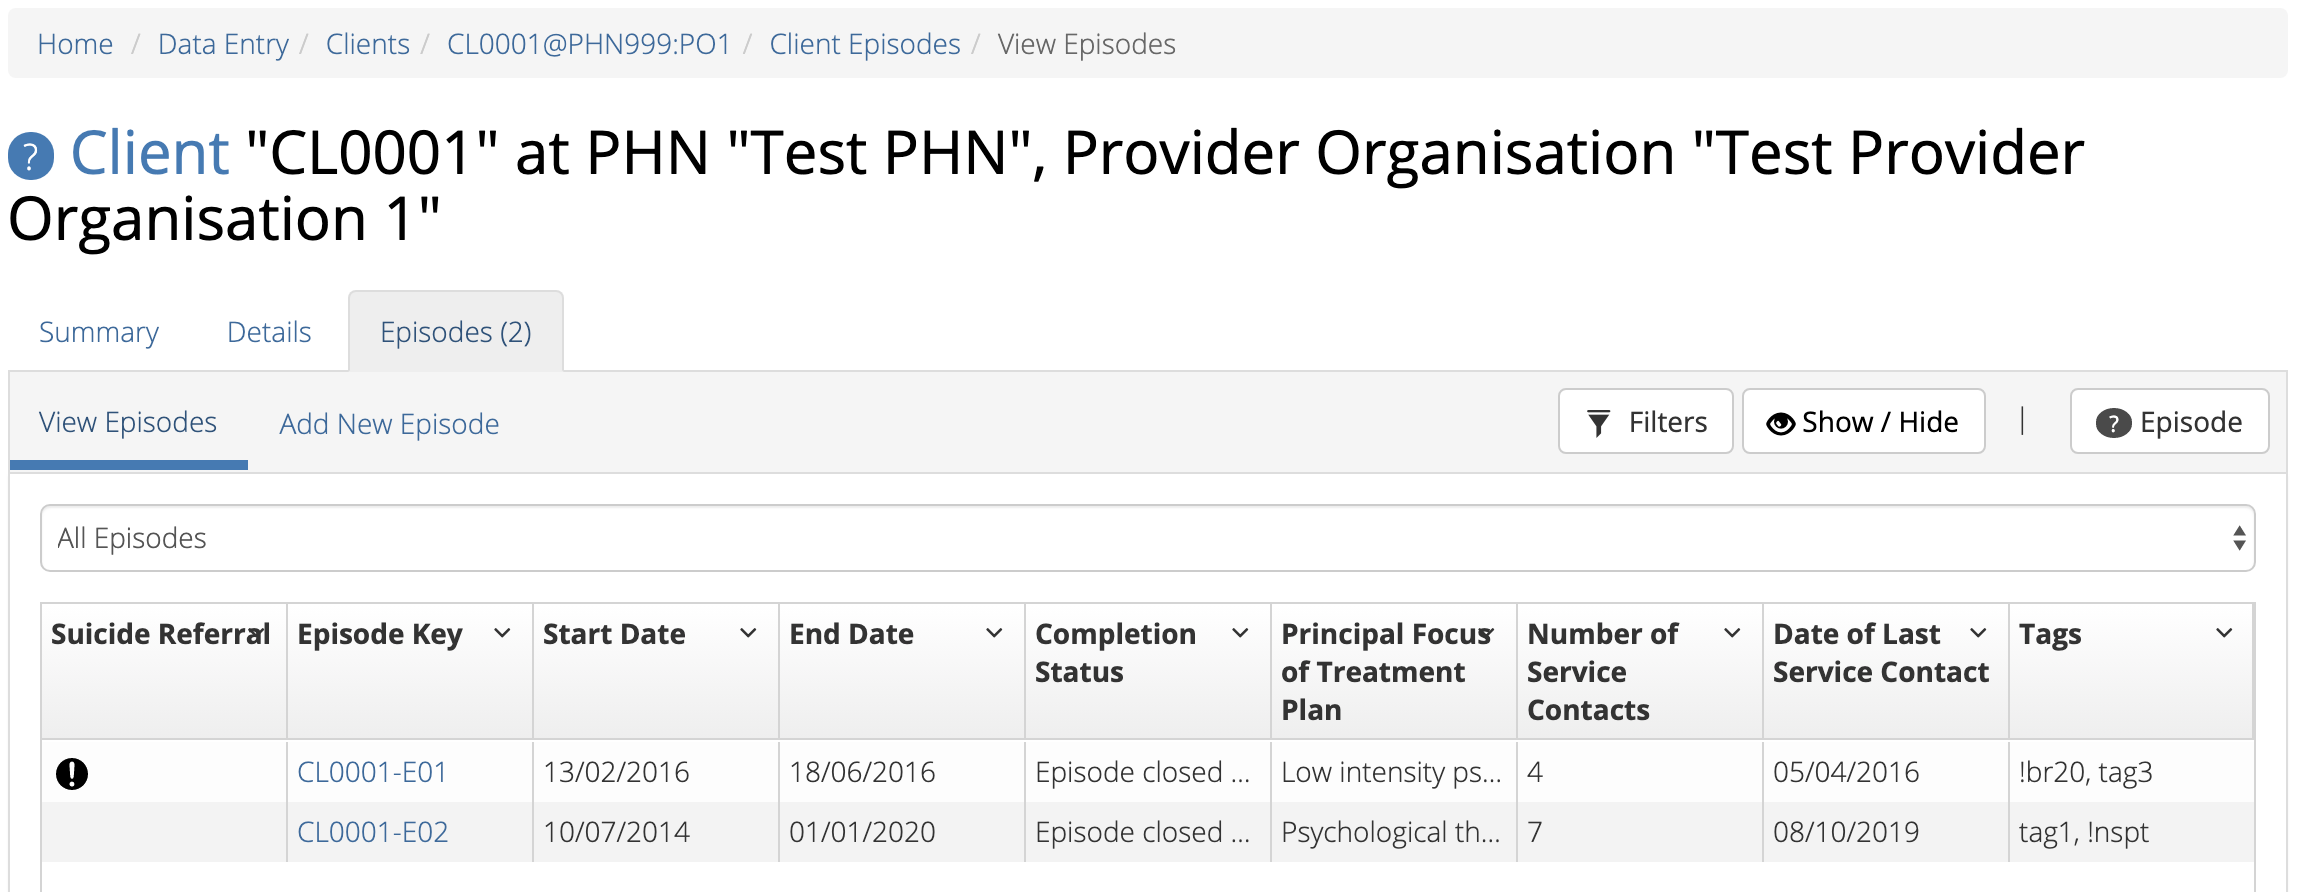 Home / Data Entry / Clients / CL0001@PHN999:PO1 / Client Episodes / View Episodes
? Client "CL0001" at PHN "Test PHN", Provider Organisation "Test Provider
Organisation 1"
Summary Details Episodes (2)
View Episodes Add New Episode Filters Show / Hide | ? Episode
All Episodes
Suicide Referral Episode Key Start Date End Date Completion Principal Focus Number of Date of Last Tags
Status of Treatment Service Service Contact
Plan Contacts
! CL0001-E01 13/02/2016 18/06/2016 Episode closed ... Low intensity ps... 4 05/04/2016 !br20, tag3
CL0001-E02 10/07/2014 01/01/2020 Episode closed ... Psychological th... 7 08/10/2019 tag1, !nspt